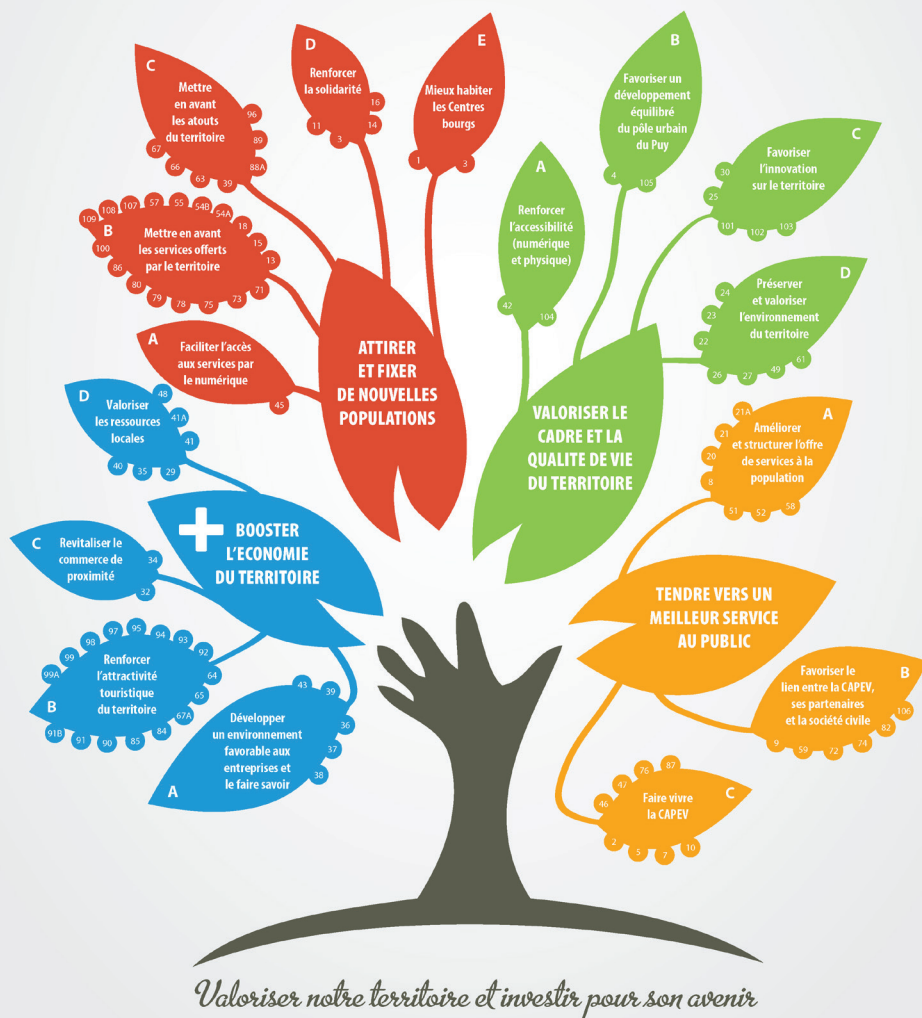 C
Mettre
en avant
les atouts
du territoire
67
66
63
39
88A
89
96
D
Renforcer
la solidarité
11
3
14
16
E
Mieux habiter
les Centres
bourgs
1
3
B
Mettre en avant
les services offerts
par le territoire
109
108
107
57
55
54B
54A
18
15
13
71
73
75
78
79
80
86
100
A
Faciliter l'accès
aux services par
le numérique
45
ATTIRER
ET FIXER
DE NOUVELLES
POPULATIONS
A
Renforcer
l'accessibilité
(numérique
et physique)
42
104
B
Favoriser un
développement
équilibré
du pôle urbain
du Puy
4
105
C
Favoriser
l'innovation
sur le territoire
30
25
101
102
103
D
Préserver
et valoriser
l'environnement
du territoire
24
23
22
26
27
49
61
VALORISER LE
CADRE ET LA
QUALITE DE VIE
DU TERRITOIRE
D
Valoriser
les ressources
locales
48
41A
41
29
35
40
C
Revitaliser le
commerce de
proximité
34
32
B
Renforcer
l'attractivité
touristique
du territoire
99A
99
98
97
95
94
93
92
64
65
67A
84
85
90
91
91B
A
Développer
un environnement
favorable aux
entreprises et
le faire savoir
43
39
36
37
38
BOOSTER
L'ECONOMIE
DU TERRITOIRE
A
Améliorer
et structurer l'offre
de services à la
population
21A
21
20
8
51
52
58
TENDRE VERS UN
MEILLEUR SERVICE
AU PUBLIC
B
Favoriser le
lien entre la CAPEV,
ses partenaires
et la société civile
9
59
72
74
82
106
C
Faire vivre
la CAPEV
46
47
76
87
2
5
7
10
Valoriser notre territoire et investir pour son avenir